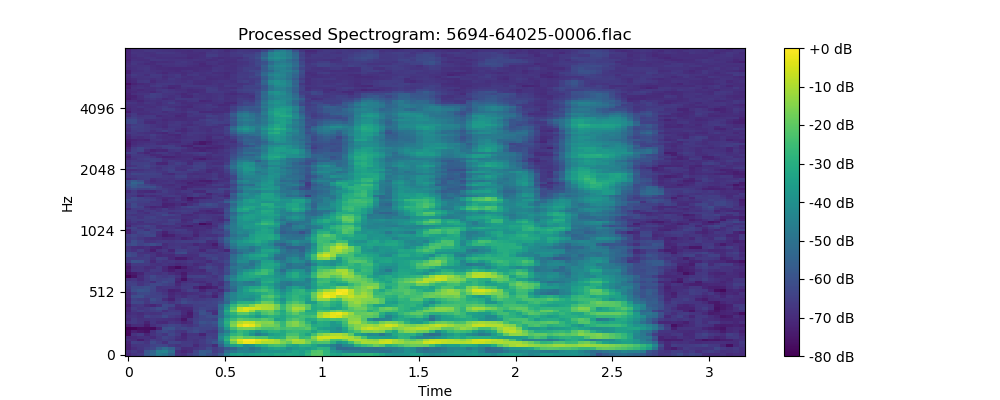 Processed Spectrogram: 5694-64025-0006.flac
Hz
4096
2048
1024
512
0
0
0.5
1
1.5
2
2.5
3
Time
+0 dB
-10 dB
-20 dB
-30 dB
-40 dB
-50 dB
-60 dB
-70 dB
-80 dB